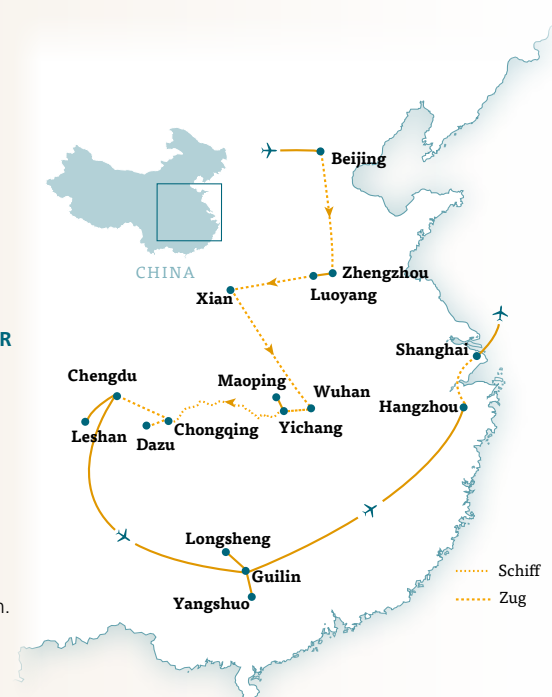 Beijing
CHINA
Zhengzhou
Luoyang
Xian
R
Shanghai
Chengdu
Maoping
Wuhan
Hangzhou
Chongqing
Yichang
Leshan
Dazu
Longsheng
Guilin
Yangshuo
Schiff
Zug
n.